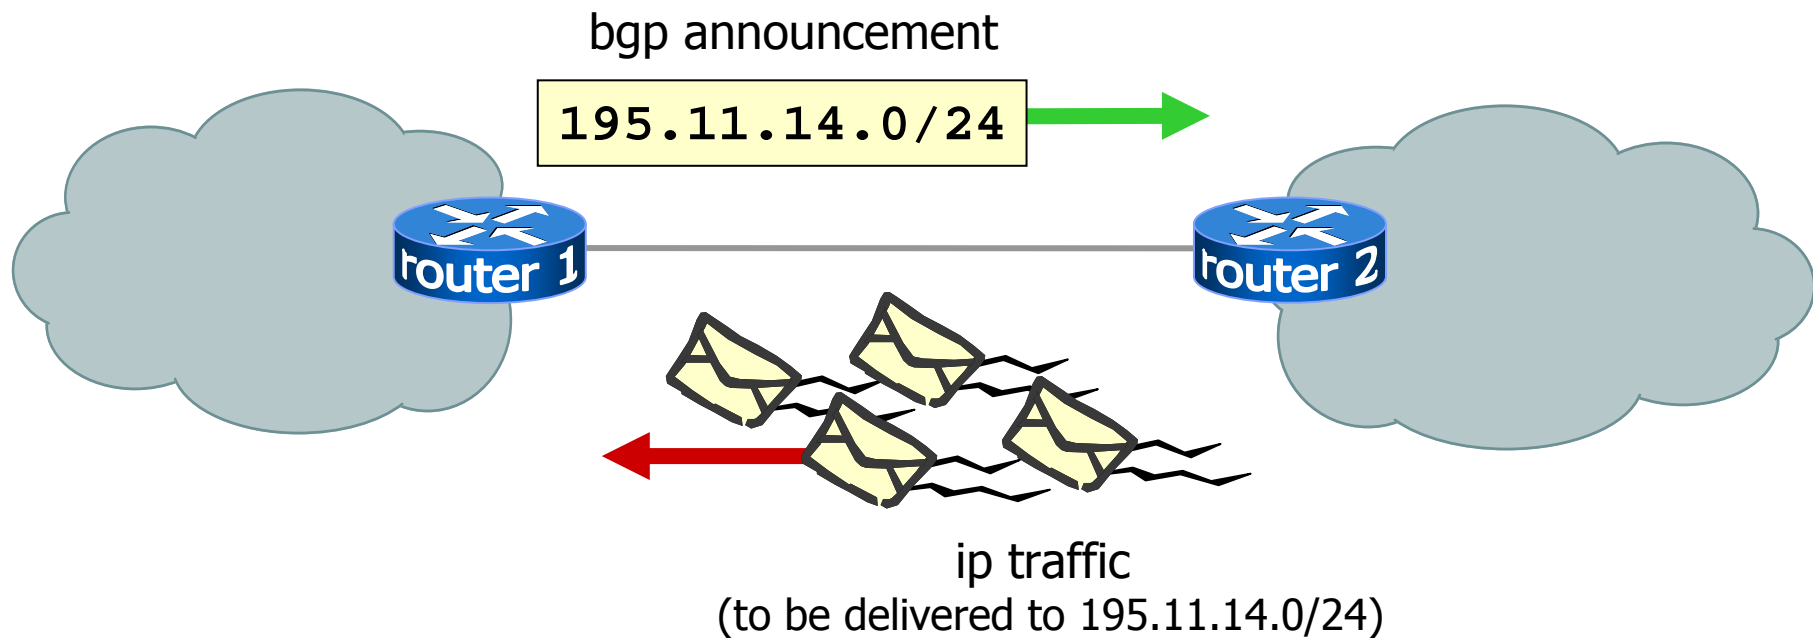 bgp announcement
195.11.14.0/24
router 1
router 2
ip traffic
(to be delivered to 195.11.14.0/24)